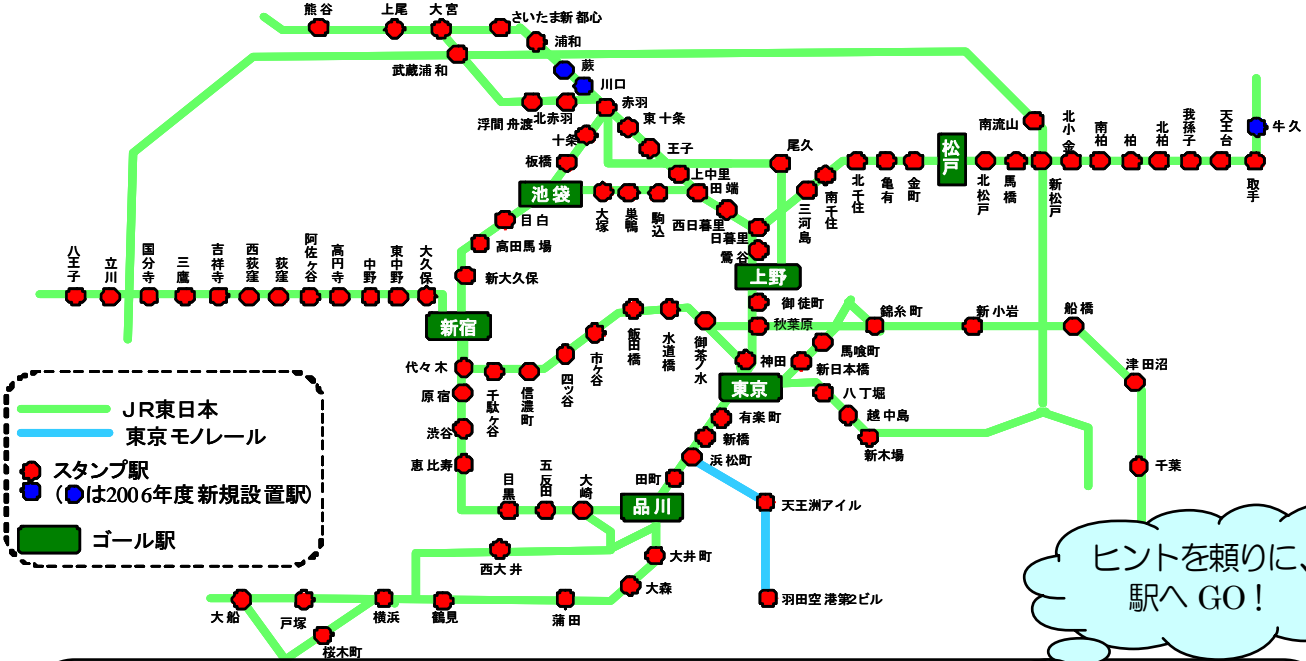 熊谷
上尾
大宮
さいたま新都心
浦和
武蔵浦和
蕨
川口
浮間舟渡
北赤羽
赤羽
東十条
十条
王子
板橋
上中里
尾久
池袋
大塚
巣鴨
駒込
田端
西日暮里
日暮里
鶯谷
三河島
南千住
北千住
亀有
金町
松戸
北松戸
馬橋
新松戸
南流山
北小金
南柏
柏
北柏
我孫子
天王台
取手
牛久
目白
高田馬場
新大久保
八王子
立川
国分寺
三鷹
吉祥寺
西荻窪
荻窪
阿佐ヶ谷
高円寺
中野
東中野
大久保
新宿
上野
御徒町
秋葉原
神田
代々木
千駄ヶ谷
信濃町
四ッ谷
市ヶ谷
飯田橋
水道橋
御茶ノ水
錦糸町
新小岩
船橋
津田沼
千葉
馬喰町
新日本橋
東京
八丁堀
越中島
新木場
原宿
渋谷
恵比寿
目黒
五反田
大崎
品川
田町
浜松町
新橋
有楽町
天王洲アイル
羽田空港第2ビル
西大井
大井町
大森
蒲田
鶴見
横浜
戸塚
大船
桜木町
JR東日本
東京モノレール
スタンプ駅
(は2006年度新規設置駅)
ゴール駅
ヒントを頼りに、
駅へ GO!